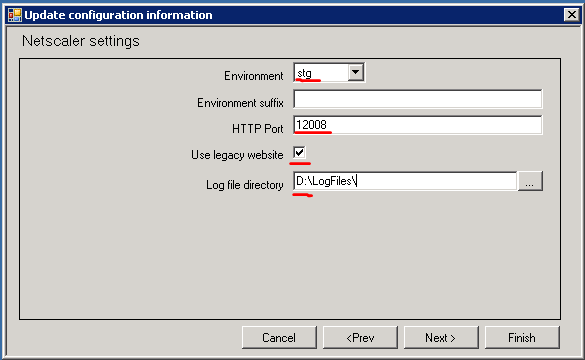 Update configuration information
Netscaler settings
Environment stg
Environment suffix
HTTP Port 12008
Use legacy website
Log file directory D:\LogFiles\ ...
Cancel <Prev Next > Finish